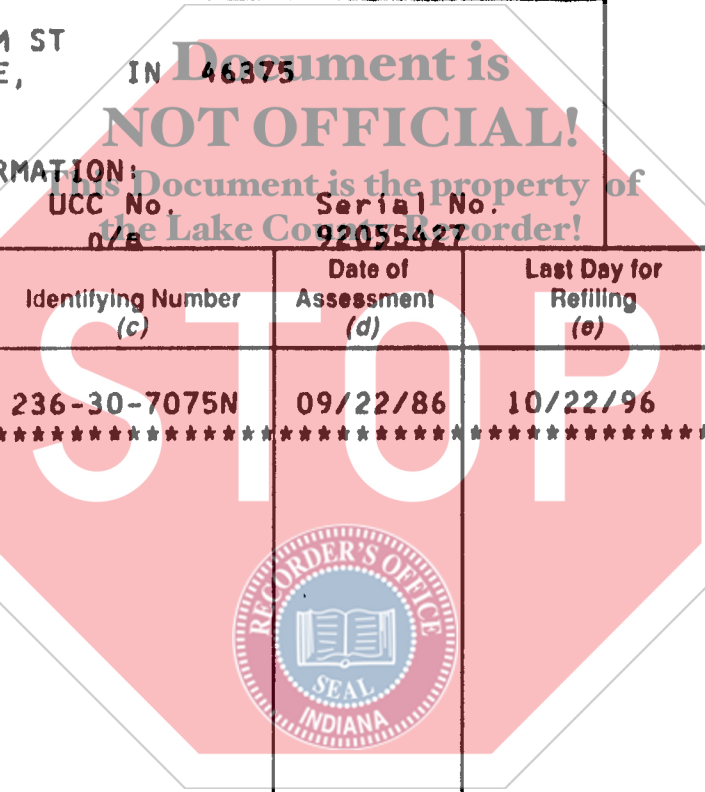 M ST
E, IN 46375
Document is
NOT OFFICIAL!
RMATION:
This Document is the property of
UCC No. Serial No.
the Lake County Recorder!
n/a 92055427
Identifying Number (c) Date of Assessment (d) Last Day for Refiling (e)
236-30-7075N 09/22/86 10/22/96
****************************************
STOP
RECORDER'S OFFICE
SEAL
INDIANA